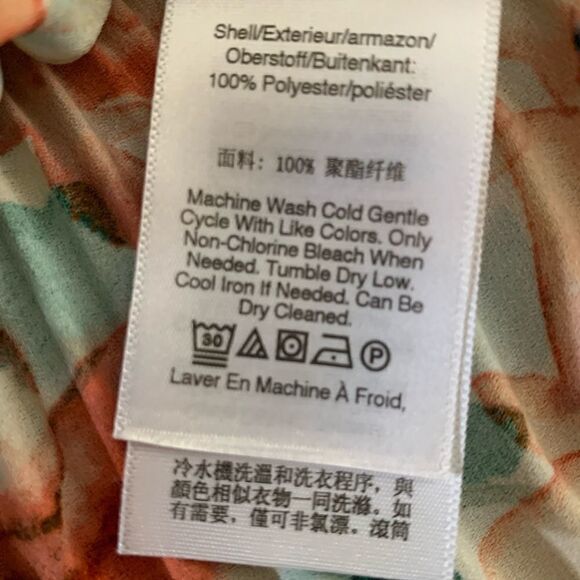 Shell/Exterieur/armazon/
Oberstoff/Buitenkant:
100% Polyester/poliéster
面料: 100% 聚酯纤维
Machine Wash Cold Gentle
Cycle With Like Colors. Only
Non-Chlorine Bleach When
Needed. Tumble Dry Low.
Cool Iron If Needed. Can Be
Dry Cleaned.
30 P
Laver En Machine À Froid,
冷水機洗溫和洗衣程序, 與
顏色相似衣物一同洗滌。如
有需要, 僅可非氯漂。滾筒